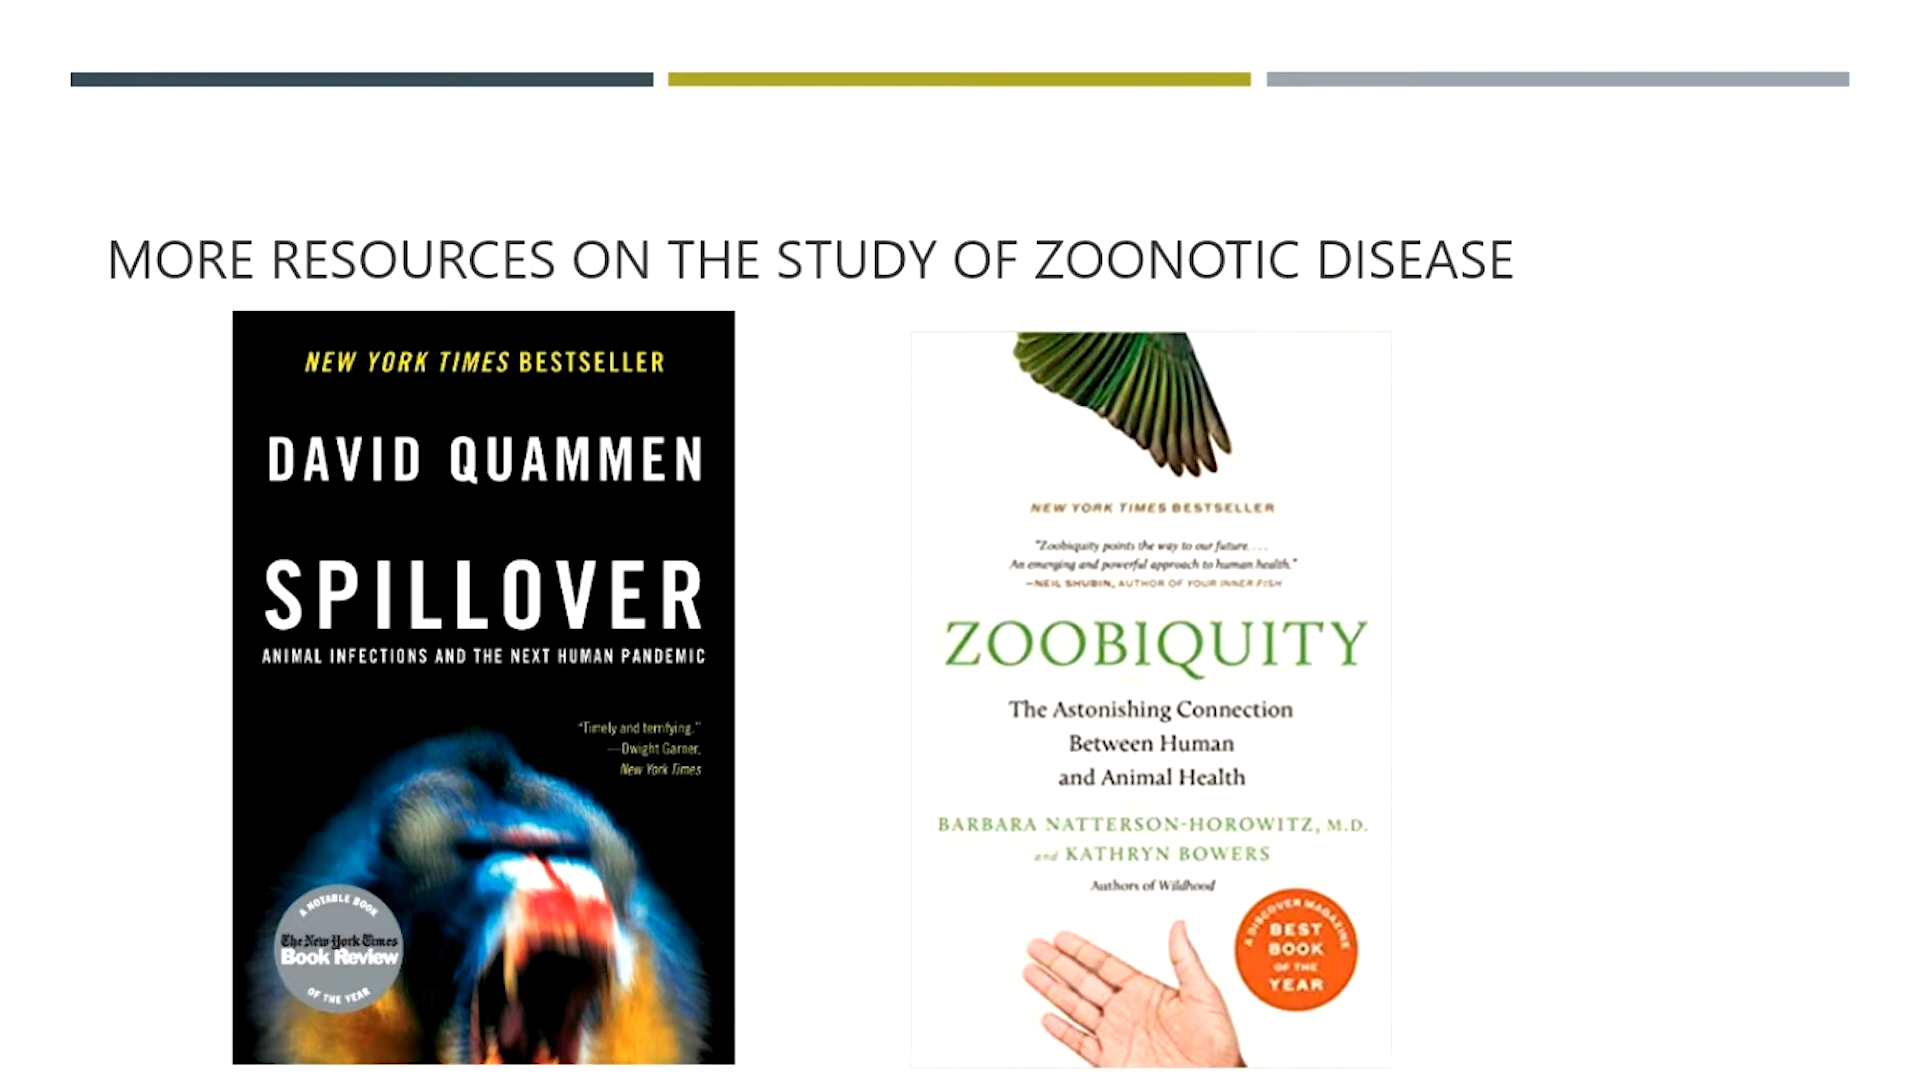 MORE RESOURCES ON THE STUDY OF ZOONOTIC DISEASE
NEW YORK TIMES BESTSELLER
DAVID QUAMMEN
SPILLOVER
ANIMAL INFECTIONS AND THE NEXT HUMAN PANDEMIC
"Timely and terrifying."
—Dwight Garner,
New York Times
A NOTABLE BOOK
The New York Times
Book Review
OF THE YEAR
NEW YORK TIMES BESTSELLER
"Zoobiquity points the way to our future. . . .
An emerging and powerful approach to human health."
—NEIL SHUBIN, AUTHOR OF YOUR INNER FISH
ZOOBIQUITY
The Astonishing Connection
Between Human
and Animal Health
BARBARA NATTERSON-HOROWITZ, M.D.
and KATHRYN BOWERS
Authors of Wildhood
A DISCOVER MAGAZINE
BEST
BOOK
OF THE
YEAR